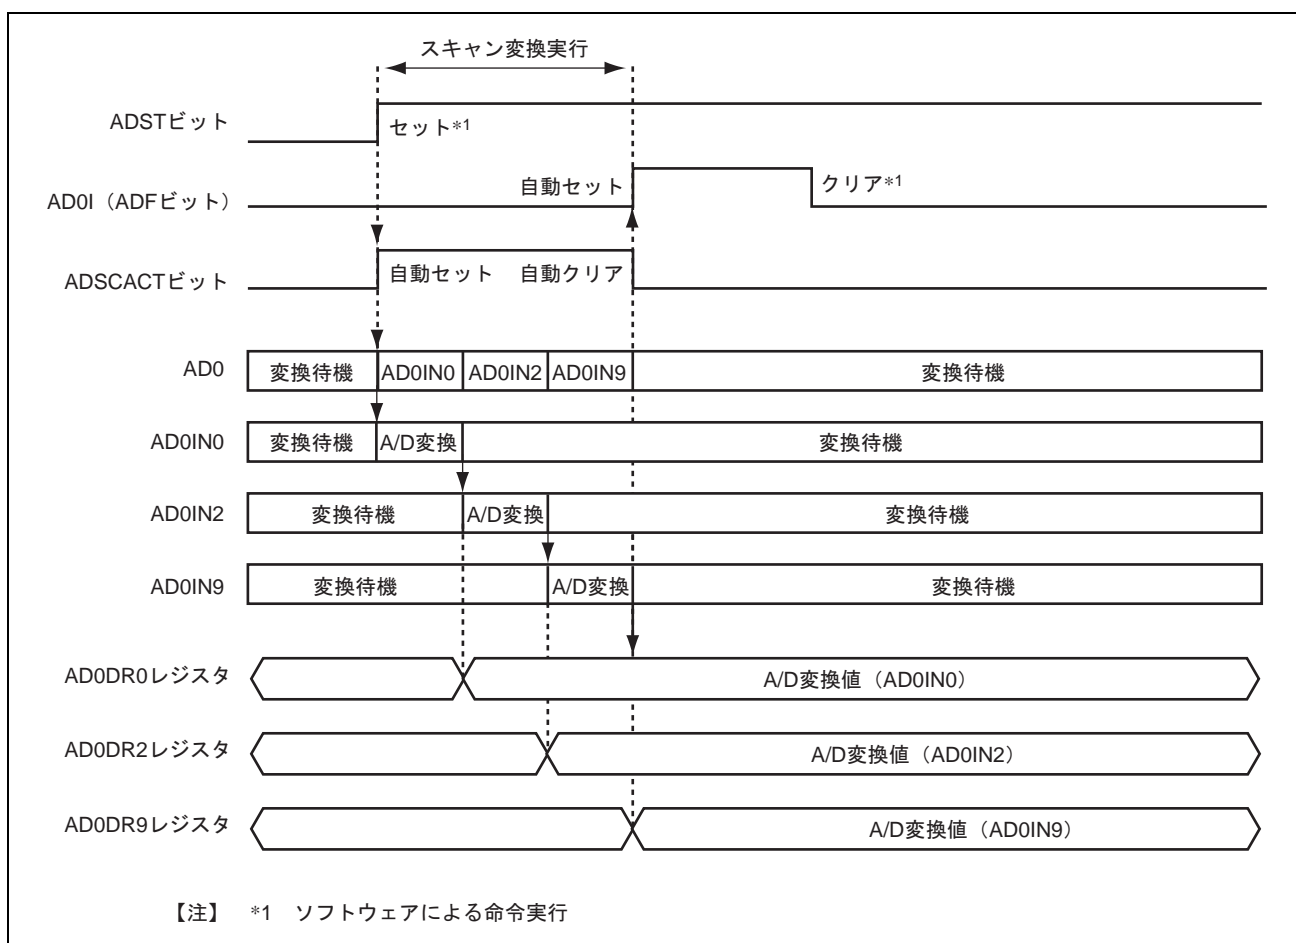 スキャン変換実行
ADSTビット
セット*1
AD0I（ADFビット）
自動セット
クリア*1
ADSCACTビット
自動セット
自動クリア
AD0
変換待機
AD0IN0
AD0IN2
AD0IN9
変換待機
AD0IN0
変換待機
A/D変換
変換待機
AD0IN2
変換待機
A/D変換
変換待機
AD0IN9
変換待機
A/D変換
変換待機
AD0DR0レジスタ
A/D変換値（AD0IN0）
AD0DR2レジスタ
A/D変換値（AD0IN2）
AD0DR9レジスタ
A/D変換値（AD0IN9）
【注】 *1 ソフトウェアによる命令実行